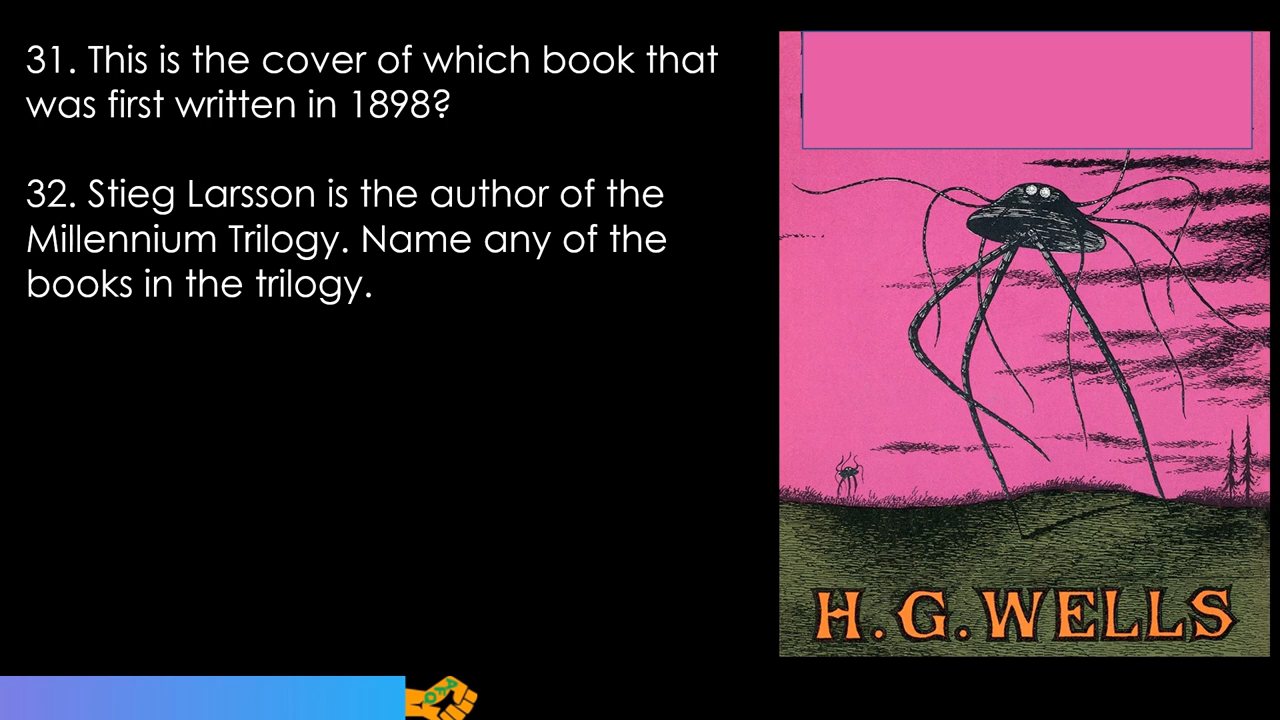 31. This is the cover of which book that
was first written in 1898?
32. Stieg Larsson is the author of the
Millennium Trilogy. Name any of the
books in the trilogy.
H.G.WELLS